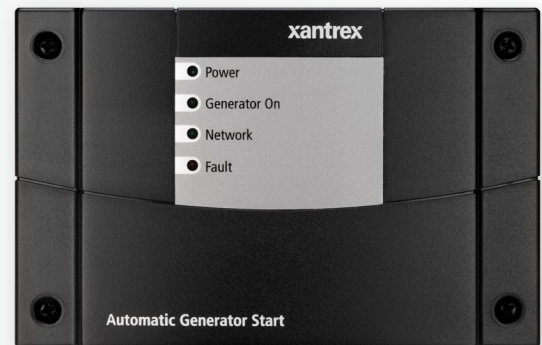 xantrex
Power
Generator On
Network
Fault
Automatic Generator Start